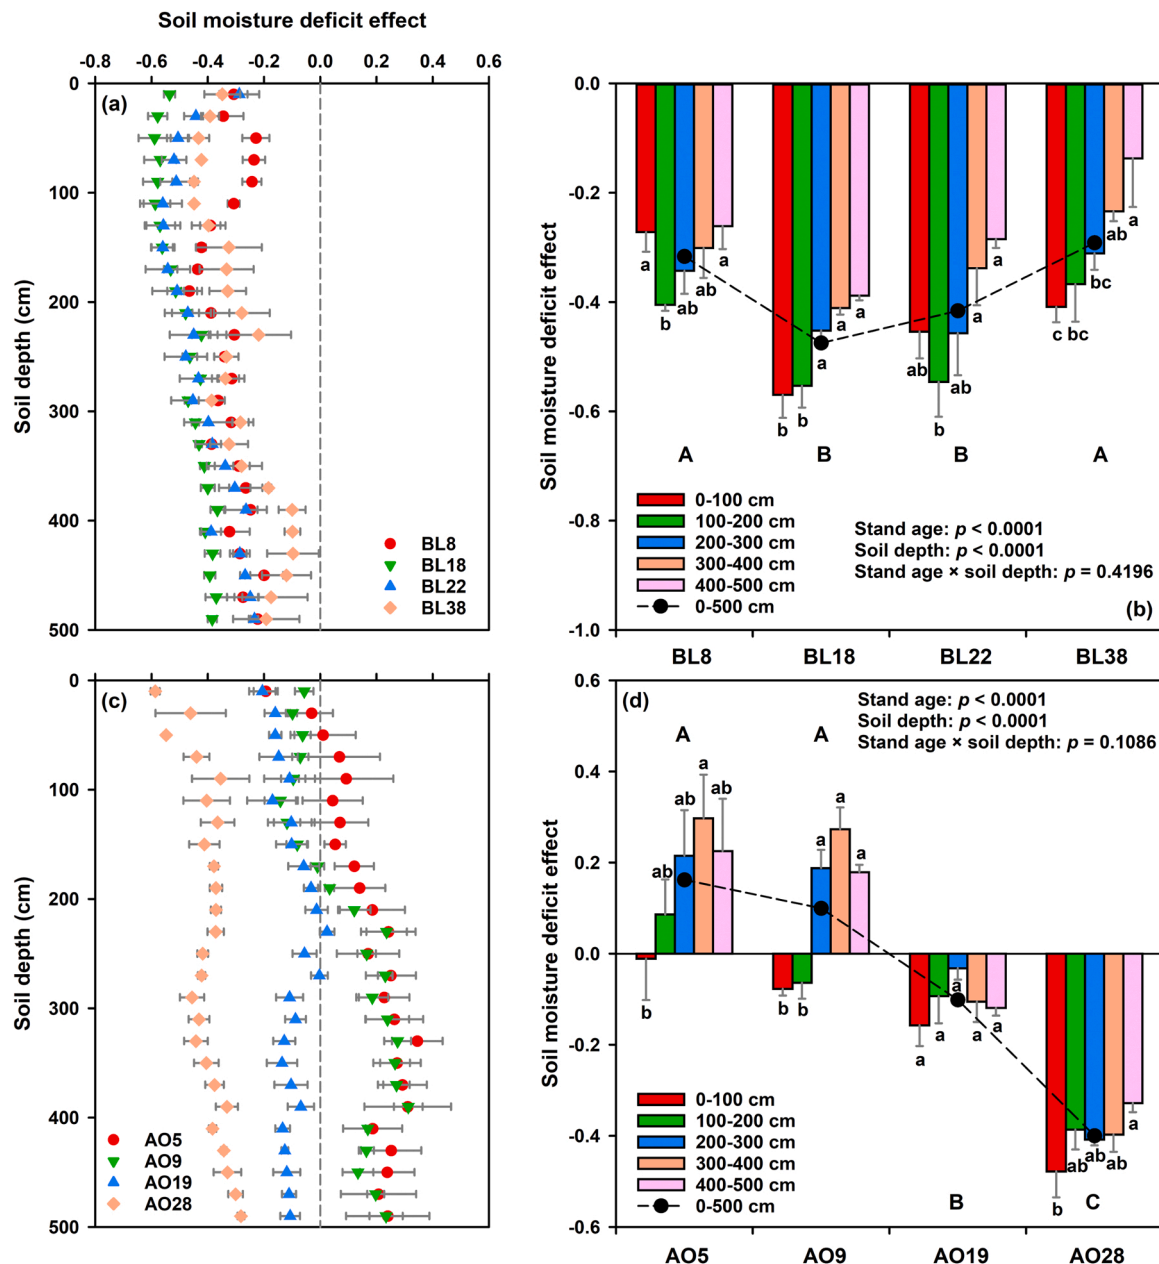 Soil moisture deficit effect
-0.8 -0.6 -0.4 -0.2 0.0 0.2 0.4 0.6
(a)
0
100
200
300
400
500
Soil depth (cm)
BL8
BL18
BL22
BL38
0.0
-0.2
-0.4
-0.6
-0.8
-1.0
Soil moisture deficit effect
a b ab ab a
b b a a a
ab b ab a a
c bc bc ab a
A B B A
0-100 cm
100-200 cm
200-300 cm
300-400 cm
400-500 cm
0-500 cm
Stand age: p < 0.0001
Soil depth: p < 0.0001
Stand age × soil depth: p = 0.4196
(b)
BL8 BL18 BL22 BL38
(c)
0
100
200
300
400
500
Soil depth (cm)
AO5
AO9
AO19
AO28
(d)
0.6
0.4
0.2
0.0
-0.2
-0.4
-0.6
Soil moisture deficit effect
Stand age: p < 0.0001
Soil depth: p < 0.0001
Stand age × soil depth: p = 0.1086
A A
b ab ab a ab
b b a a a
a a a a a
b ab ab ab a
B C
0-100 cm
100-200 cm
200-300 cm
300-400 cm
400-500 cm
0-500 cm
AO5 AO9 AO19 AO28